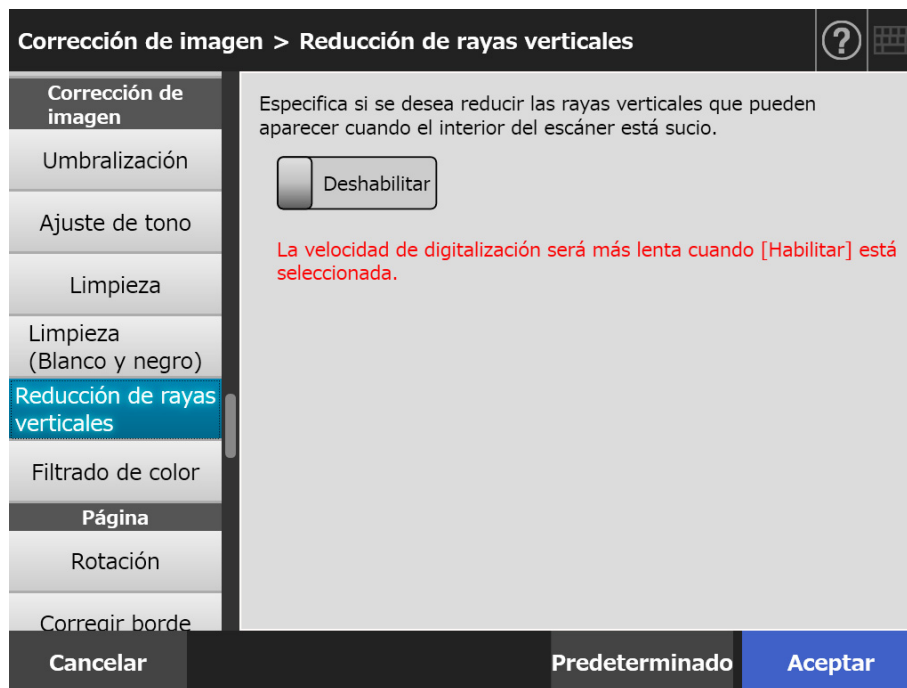 Corrección de imagen > Reducción de rayas verticales
?
Corrección de
imagen
Umbralización
Ajuste de tono
Limpieza
Limpieza
(Blanco y negro)
Reducción de rayas
verticales
Filtrado de color
Página
Rotación
Corregir borde
Especifica si se desea reducir las rayas verticales que pueden
aparecer cuando el interior del escáner está sucio.
Deshabilitar
La velocidad de digitalización será más lenta cuando [Habilitar] está
seleccionada.
Cancelar
Predeterminado
Aceptar